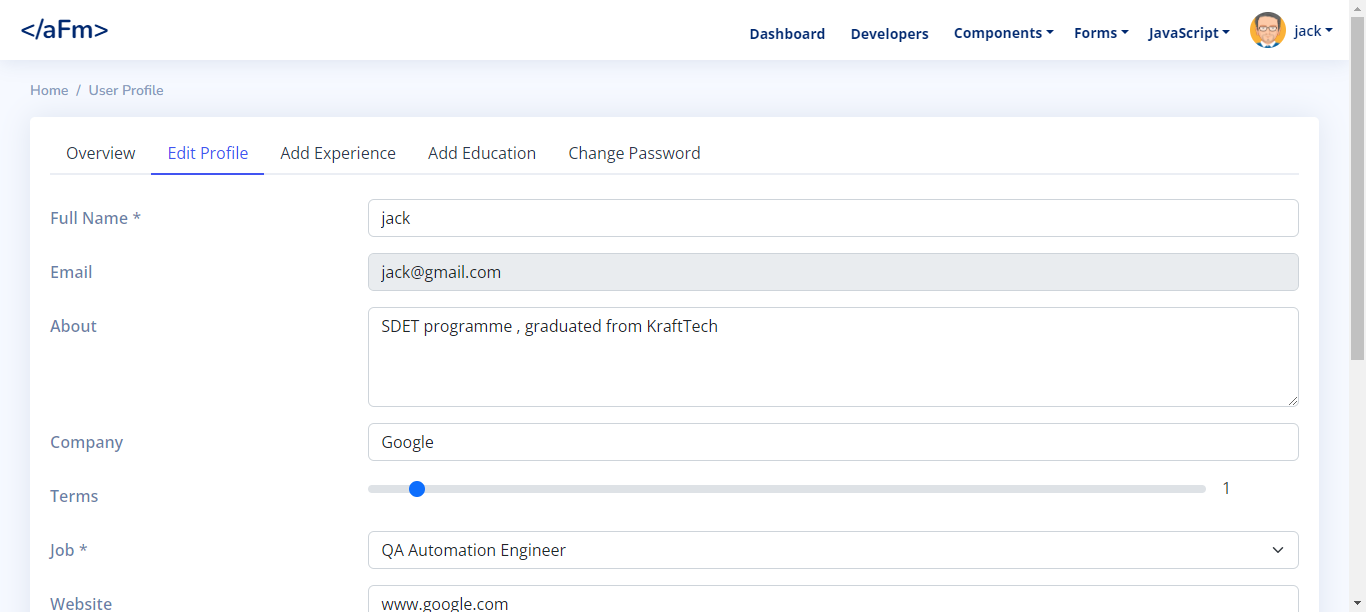 </aFm>
Dashboard Developers Components Forms JavaScript jack
Home / User Profile
Overview Edit Profile Add Experience Add Education Change Password
Full Name * jack
Email jack@gmail.com
About SDET programme , graduated from KraftTech
Company Google
Terms 1
Job * QA Automation Engineer
Website www.google.com